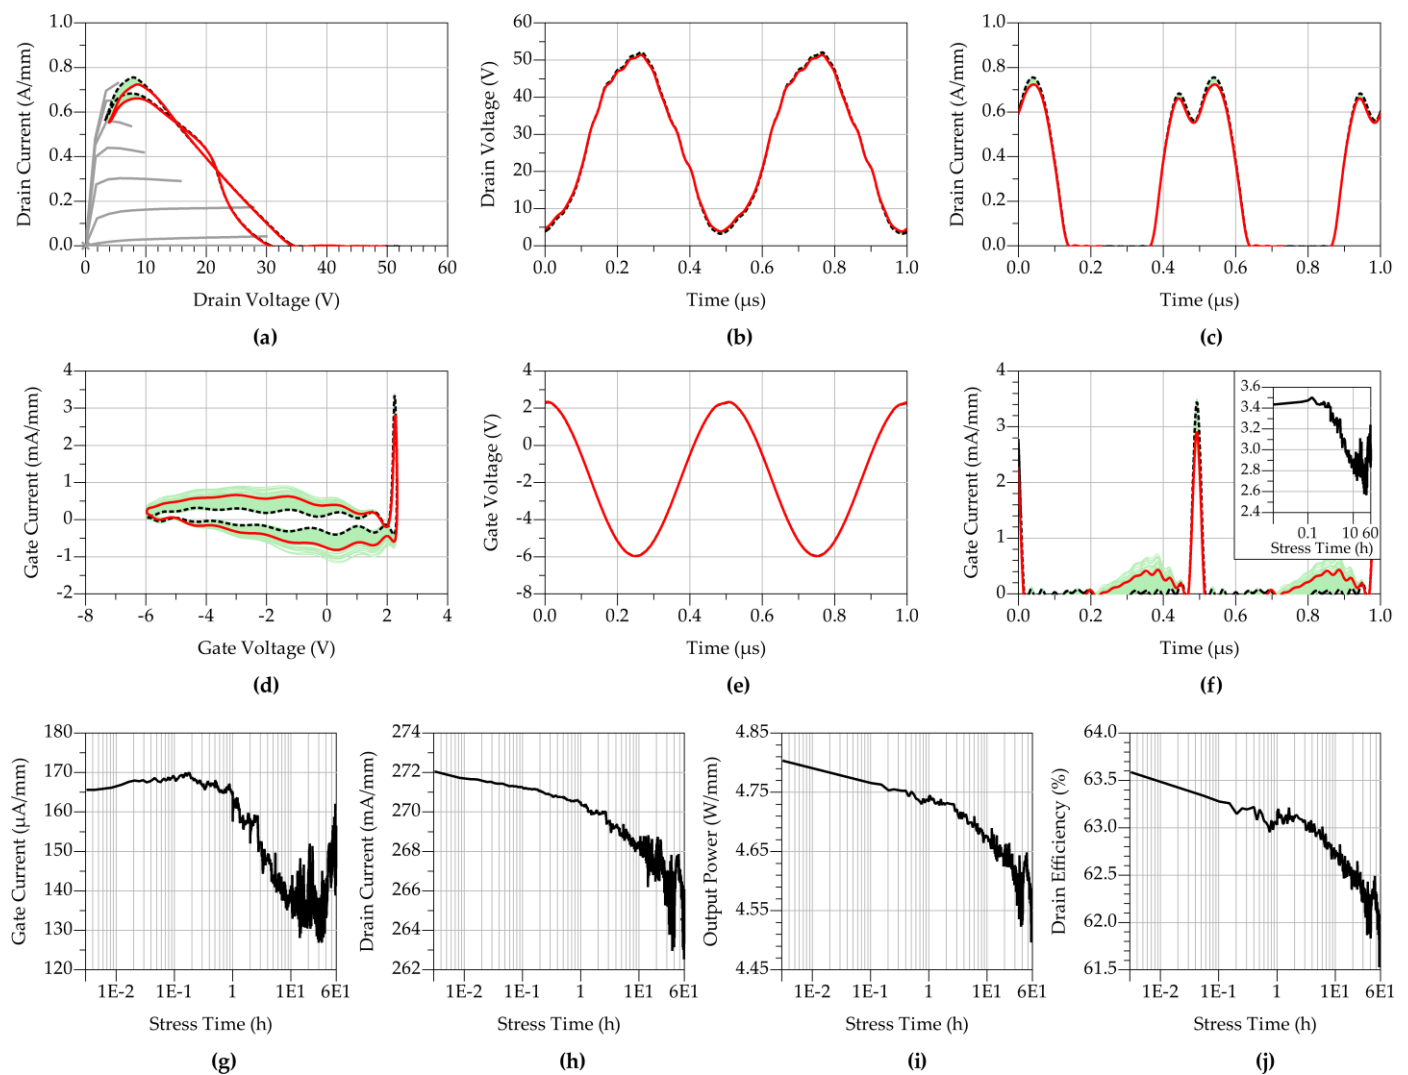 1.0
0.8
0.6
0.4
0.2
0.0
Drain Current (A/mm)
0 10 20 30 40 50 60
Drain Voltage (V)
(a)
60
50
40
30
20
10
0
Drain Voltage (V)
0.0 0.2 0.4 0.6 0.8 1.0
Time (μs)
(b)
1.0
0.8
0.6
0.4
0.2
0.0
Drain Current (A/mm)
0.0 0.2 0.4 0.6 0.8 1.0
Time (μs)
(c)
4
3
2
1
0
-1
-2
Gate Current (mA/mm)
-8 -6 -4 -2 0 2 4
Gate Voltage (V)
(d)
4
2
0
-2
-4
-6
-8
Gate Voltage (V)
0.0 0.2 0.4 0.6 0.8 1.0
Time (μs)
(e)
4
3
2
1
0
Gate Current (mA/mm)
3.6
3.4
3.2
3.0
2.8
2.6
2.4
0.1 10 60
Stress Time (h)
0.0 0.2 0.4 0.6 0.8 1.0
Time (μs)
(f)
180
170
160
150
140
130
120
Gate Current (μA/mm)
1E-2 1E-1 1 1E1 6E1
Stress Time (h)
(g)
274
272
270
268
266
264
262
Drain Current (mA/mm)
1E-2 1E-1 1 1E1 6E1
Stress Time (h)
(h)
4.85
4.75
4.65
4.55
4.45
Output Power (W/mm)
1E-2 1E-1 1 1E1 6E1
Stress Time (h)
(i)
64.0
63.5
63.0
62.5
62.0
61.5
Drain Efficiency (%)
1E-2 1E-1 1 1E1 6E1
Stress Time (h)
(j)